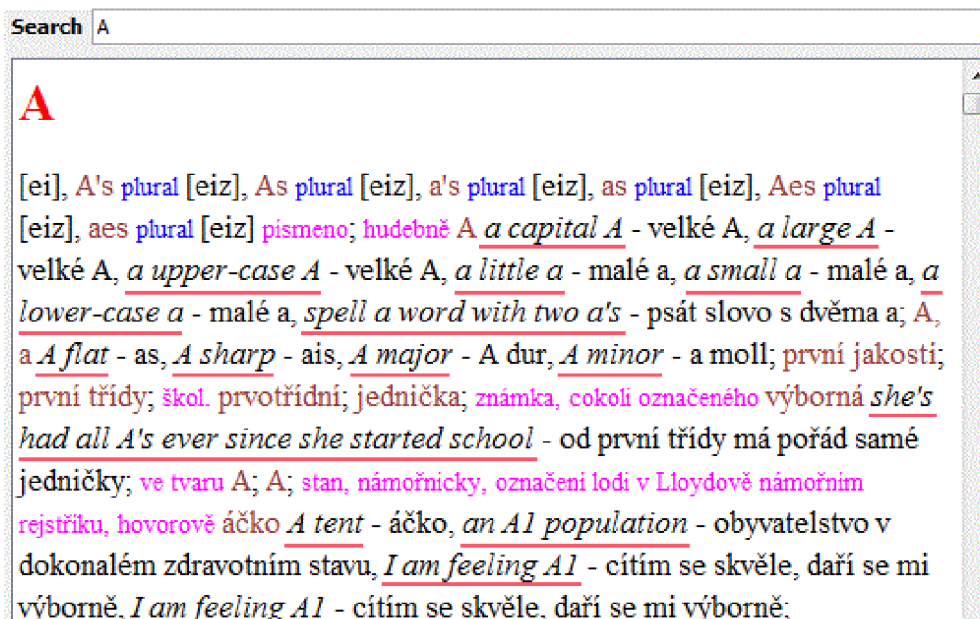 Search A
A
[ei], A's plural [eiz], As plural [eiz], a's plural [eiz], as plural [eiz], Aes plural
[eiz], aes plural [eiz] písmeno; hudebně A a capital A - velké A, a large A -
velké A, a upper-case A - velké A, a little a - malé a, a small a - malé a, a
lower-case a - malé a, spell a word with two a's - psát slovo s dvěma a; A,
a A flat - as, A sharp - ais, A major - A dur, A minor - a moll; první jakosti;
první třídy; škol. prvotřídní; jednička; známka, cokoli označeného výborná she's
had all A's ever since she started school - od první třídy má pořád samé
jedničky; ve tvaru A; A; stan, námořnicky, označení lodi v Lloydově námořním
rejstříku, hovorově áčko A tent - áčko, an A1 population - obyvatelstvo v
dokonalém zdravotním stavu, I am feeling A1 - cítím se skvěle, daří se mi
výborně, I am feeling A1 - cítím se skvěle, daří se mi výborně;